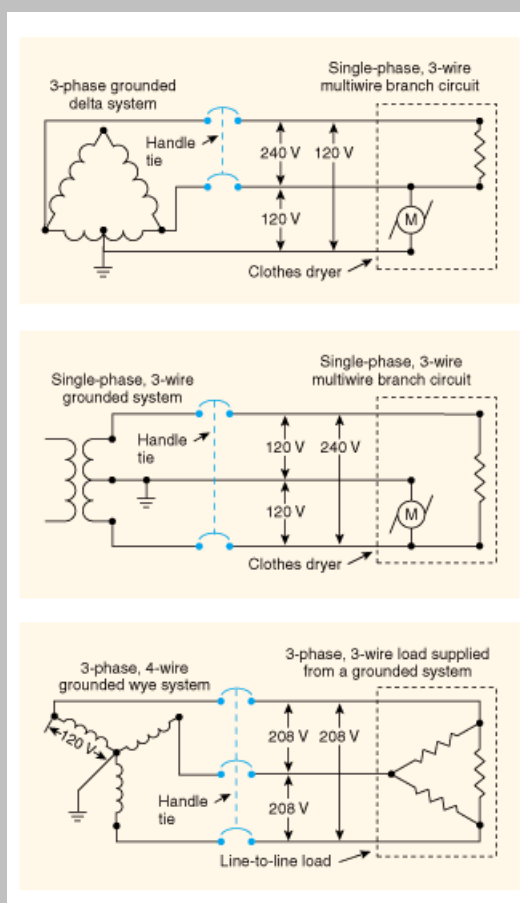 3-phase grounded
delta system
Single-phase, 3-wire
multiwire branch circuit
Handle
tie
240 V
120 V
120 V
M
Clothes dryer
Single-phase, 3-wire
grounded system
Single-phase, 3-wire
multiwire branch circuit
Handle
tie
120 V
240 V
120 V
M
Clothes dryer
3-phase, 4-wire
grounded wye system
3-phase, 3-wire load supplied
from a grounded system
120 V
208 V
208 V
208 V
Handle
tie
Line-to-line load